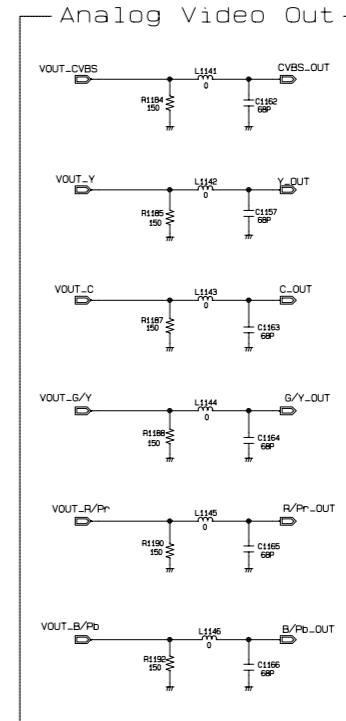 Analog Video Out
VOUT_CVBS
L1141
0
CVBS_OUT
R1184
150
C1162
68P
VOUT_Y
L1142
0
Y_OUT
R1185
150
C1157
68P
VOUT_C
L1143
0
C_OUT
R1187
150
C1163
68P
VOUT_G/Y
L1144
0
G/Y_OUT
R1188
150
C1164
68P
VOUT_R/Pr
L1145
0
R/Pr_OUT
R1190
150
C1165
68P
VOUT_B/Pb
L1146
0
B/Pb_OUT
R1192
150
C1166
68P